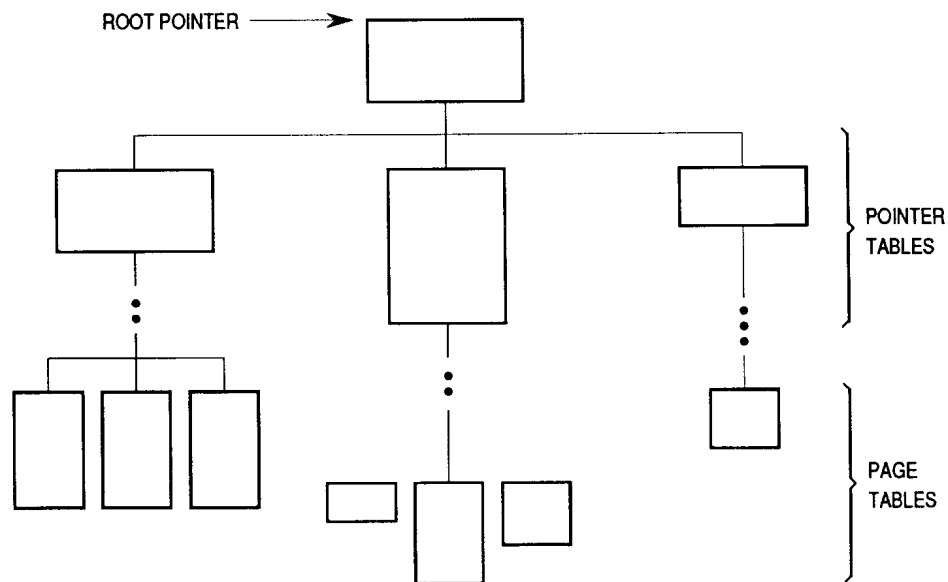 ROOT POINTER
POINTER
TABLES
PAGE
TABLES